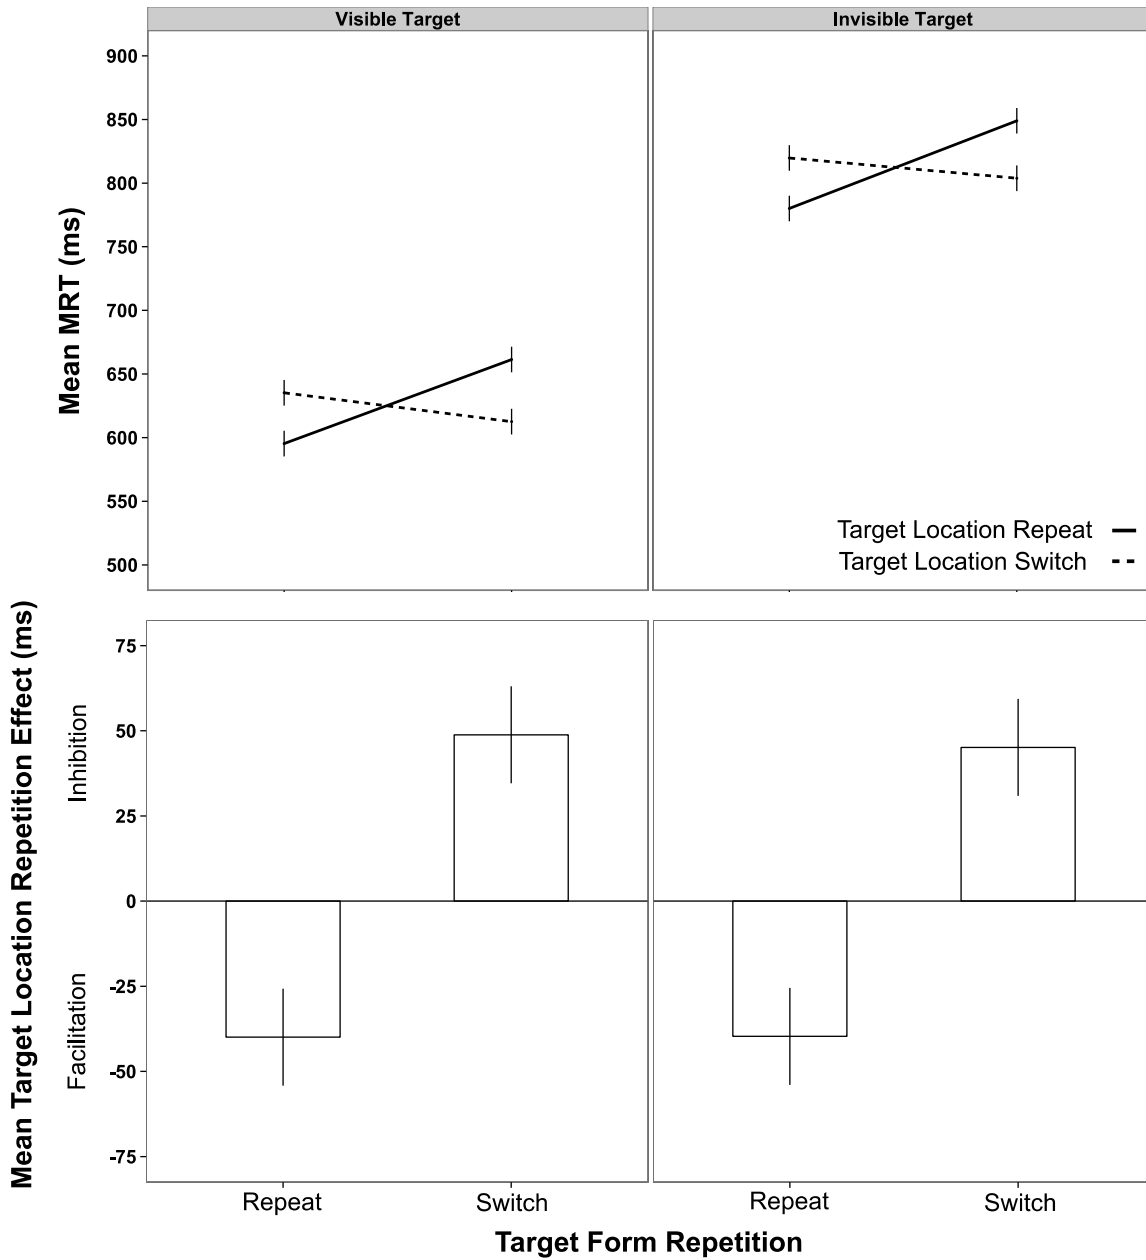 Visible Target
Invisible Target
Mean MRT (ms)
900
850
800
750
700
650
600
550
500
Target Location Repeat
Target Location Switch
Mean Target Location Repetition Effect (ms)
Inhibition
Facilitation
75
50
25
0
-25
-50
-75
Repeat
Switch
Repeat
Switch
Target Form Repetition